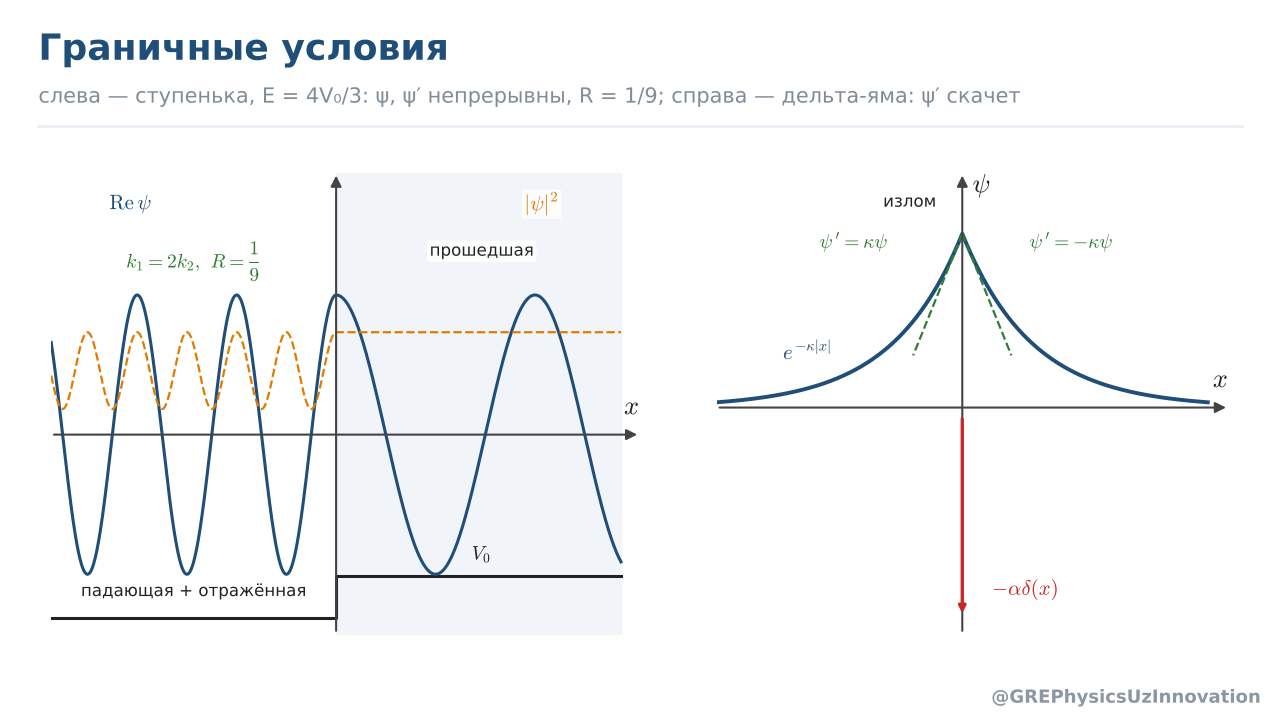 Граничные условия
слева — ступенька, E = 4V₀/3: ψ, ψ′ непрерывны, R = 1/9; справа — дельта-яма: ψ′ скачет
Re ψ
|ψ|²
k₁ = 2k₂, R = 1/9
прошедшая
x
V₀
падающая + отражённая
ψ
излом
ψ′ = κψ
ψ′ = −κψ
e^{−κ|x|}
x
−αδ(x)
@GREPhysicsUzInnovation